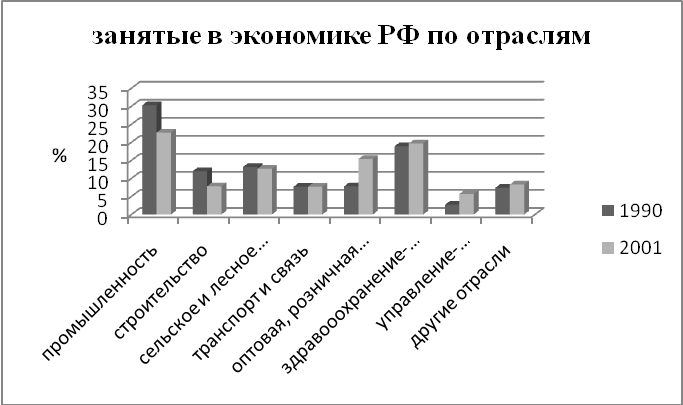 занятые в экономике РФ по отраслям
35
30
25
20
15
10
5
0
%
промышленность
строительство
сельское и лесное...
транспорт и связь
оптовая, розничная...
здравооохранение-...
управление-...
другие отрасли
1990
2001